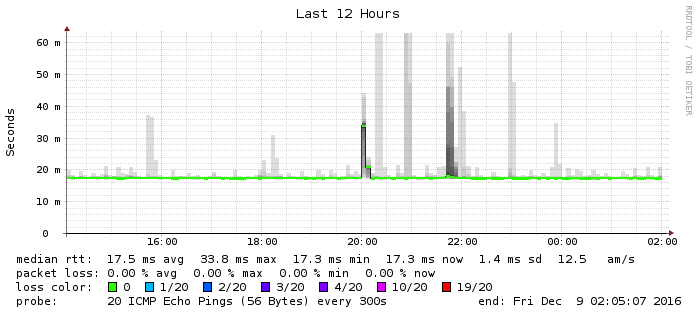 Last 12 Hours
RRDTOOL / TOBI OETIKER
Seconds
60 m
50 m
40 m
30 m
20 m
10 m
0
16:00 18:00 20:00 22:00 00:00 02:00
median rtt: 17.5 ms avg 33.8 ms max 17.3 ms min 17.3 ms now 1.4 ms sd 12.5 am/s
packet loss: 0.00 % avg 0.00 % max 0.00 % min 0.00 % now
loss color: 0 1/20 2/20 3/20 4/20 10/20 19/20
probe: 20 ICMP Echo Pings (56 Bytes) every 300s end: Fri Dec 9 02:05:07 2016